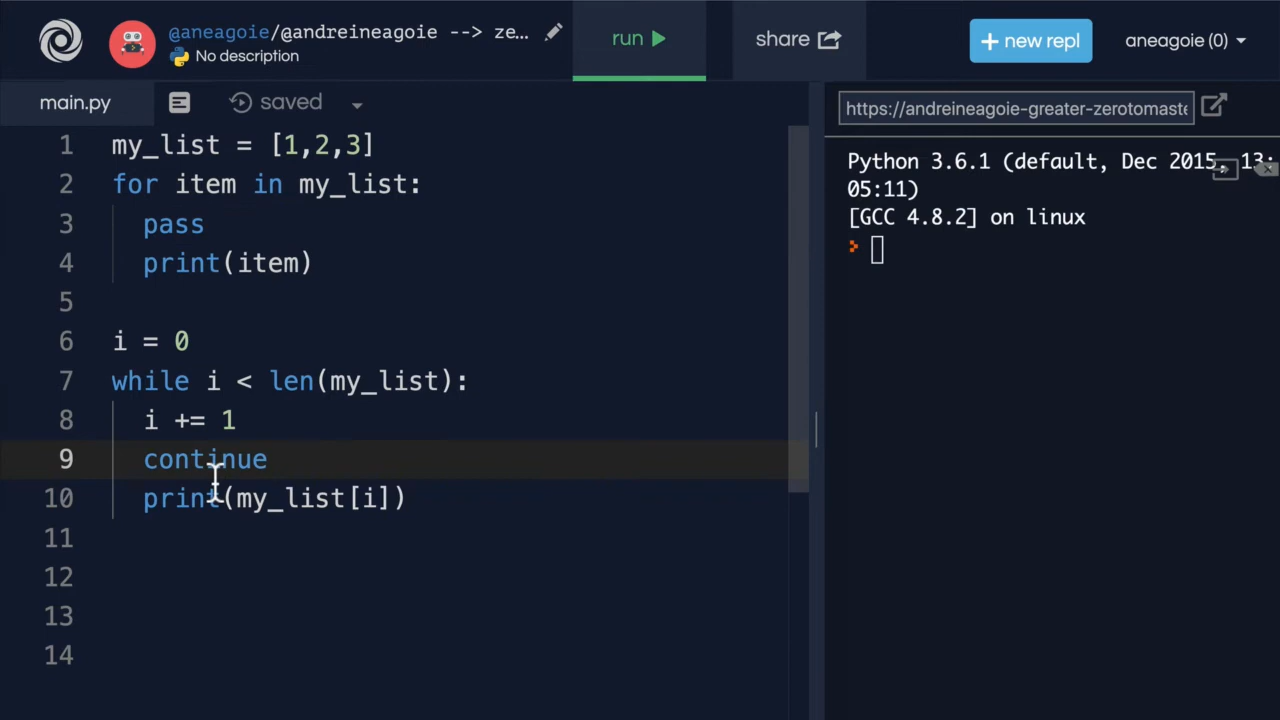 @aneagoie/@andreineagoie --> ze...
No description
run
share
+ new repl
aneagoie (0)
main.py
saved
https://andreineagoie-greater-zerotomaste
1 my_list = [1,2,3]
2 for item in my_list:
3 pass
4 print(item)
5
6 i = 0
7 while i < len(my_list):
8 i += 1
9 continue
10 print(my_list[i])
11
12
13
14
Python 3.6.1 (default, Dec 2015, 13:
05:11)
[GCC 4.8.2] on linux